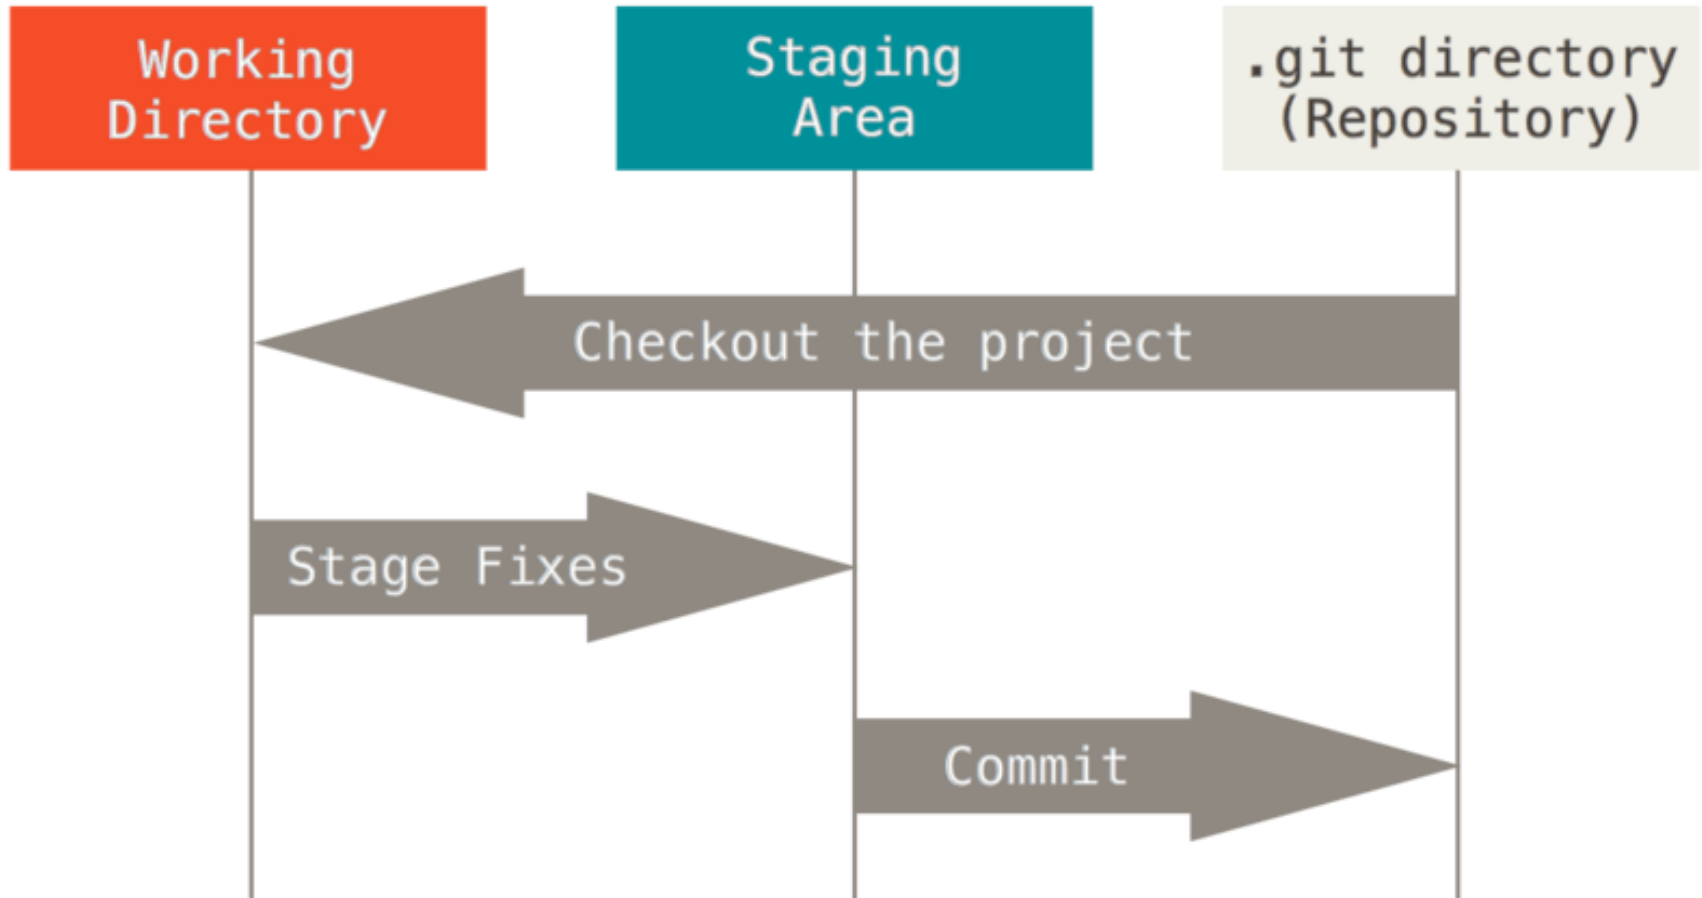 Working
Directory
Staging
Area
.git directory
(Repository)
Checkout the project
Stage Fixes
Commit